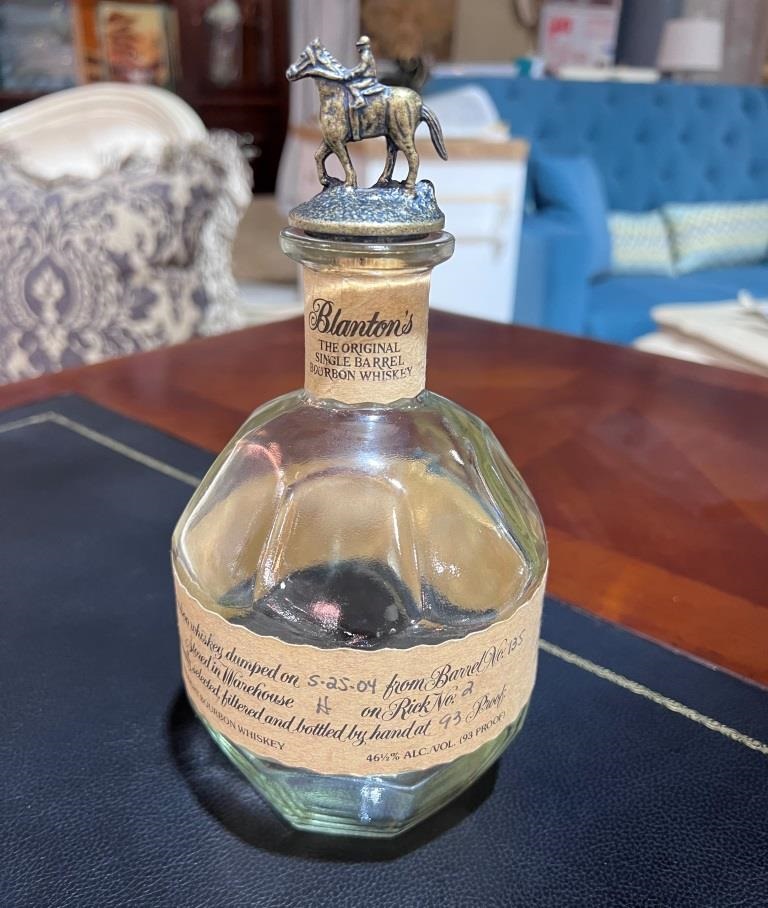 Blanton's
THE ORIGINAL
SINGLE BARREL
BOURBON WHISKEY
whiskey dumped on 5-25-04 from Barrel No. 135
Stored in Warehouse H on Rick No. 2
selected, filtered and bottled by hand at 93 Proof.
BOURBON WHISKEY 46½% ALC./VOL. (93 PROOF)